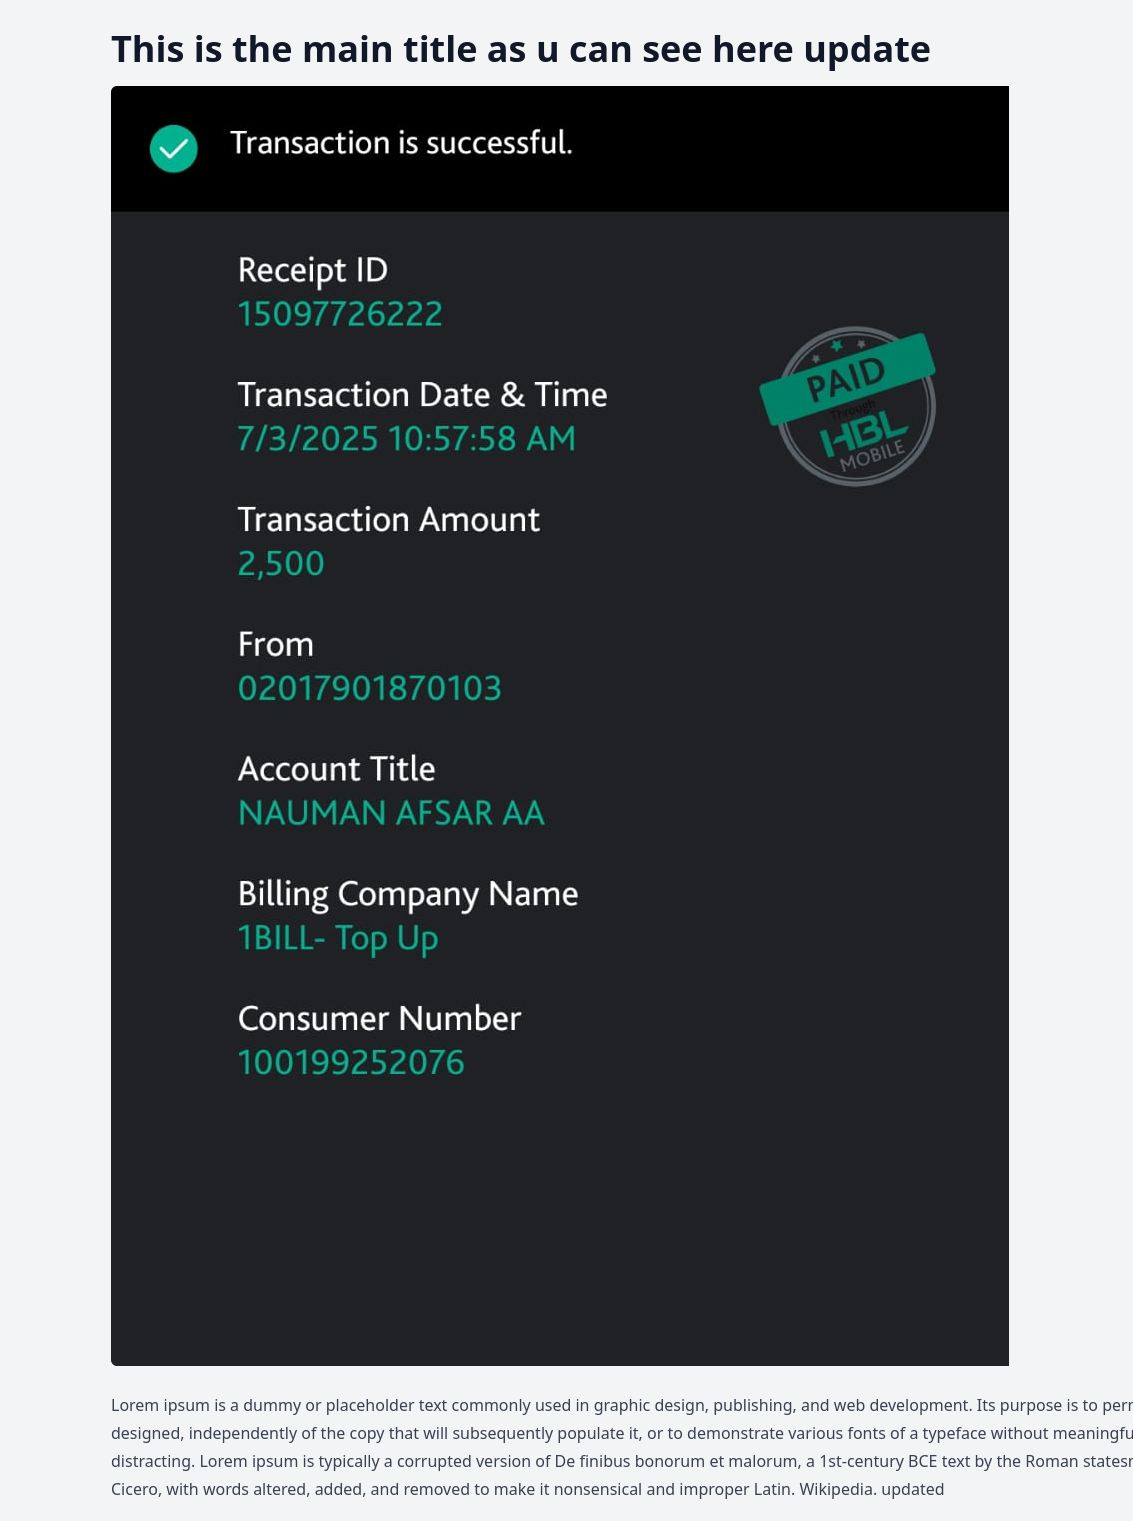 This is the main title as u can see here update
Transaction is successful.
Receipt ID
15097726222
Transaction Date & Time
7/3/2025 10:57:58 AM
PAID
Through
HBL
MOBILE
Transaction Amount
2,500
From
02017901870103
Account Title
NAUMAN AFSAR AA
Billing Company Name
1BILL- Top Up
Consumer Number
100199252076
Lorem ipsum is a dummy or placeholder text commonly used in graphic design, publishing, and web development. Its purpose is to
designed, independently of the copy that will subsequently populate it, or to demonstrate various fonts of a typeface without
distracting. Lorem ipsum is typically a corrupted version of De finibus bonorum et malorum, a 1st-century BCE text by the Roman
Cicero, with words altered, added, and removed to make it nonsensical and improper Latin. Wikipedia. updated